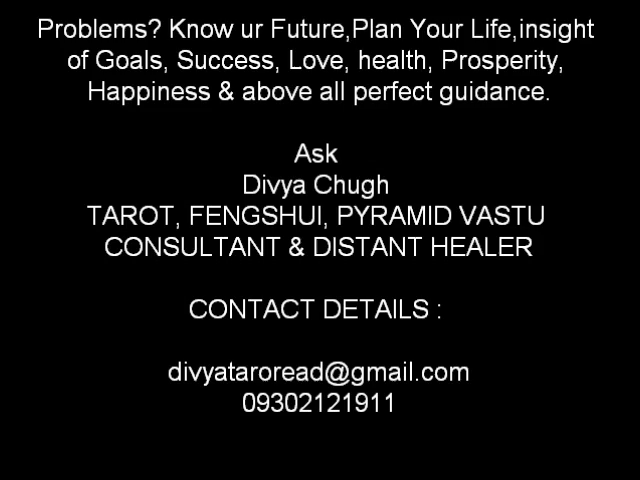 Problems? Know ur Future,Plan Your Life,insight
of Goals, Success, Love, health, Prosperity,
Happiness & above all perfect guidance.
Ask
Divya Chugh
TAROT, FENGSHUI, PYRAMID VASTU
CONSULTANT & DISTANT HEALER
CONTACT DETAILS :
divyataroread@gmail.com
09302121911